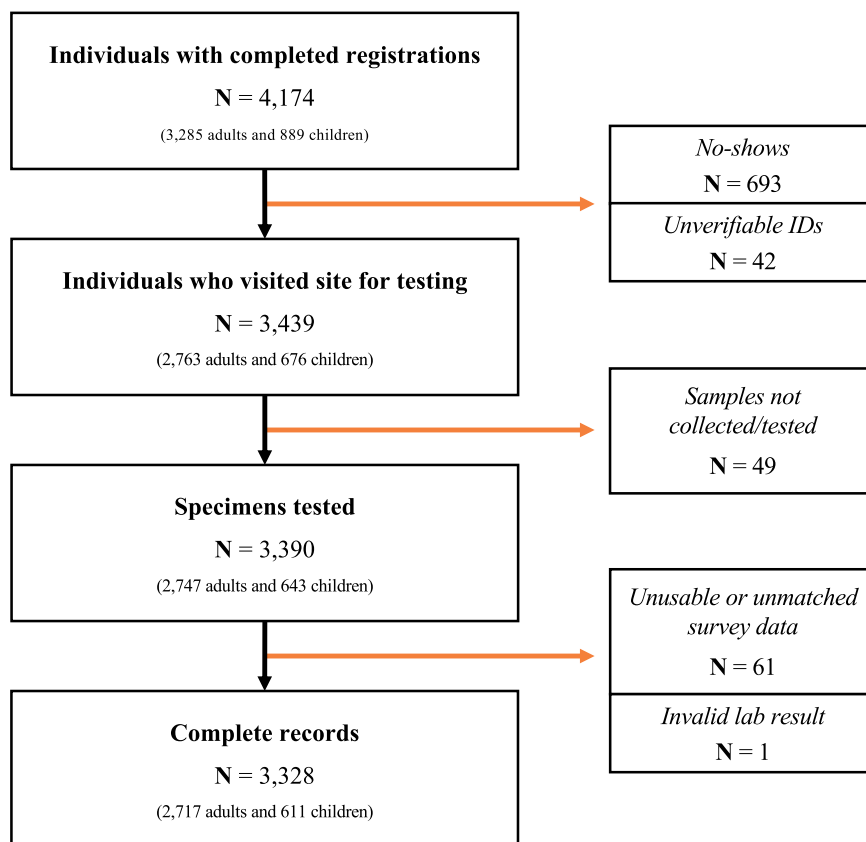 Individuals with completed registrations
N = 4,174
(3,285 adults and 889 children)
No-shows
N = 693
Unverifiable IDs
N = 42
Individuals who visited site for testing
N = 3,439
(2,763 adults and 676 children)
Samples not
collected/tested
N = 49
Specimens tested
N = 3,390
(2,747 adults and 643 children)
Unusable or unmatched
survey data
N = 61
Invalid lab result
N = 1
Complete records
N = 3,328
(2,717 adults and 611 children)